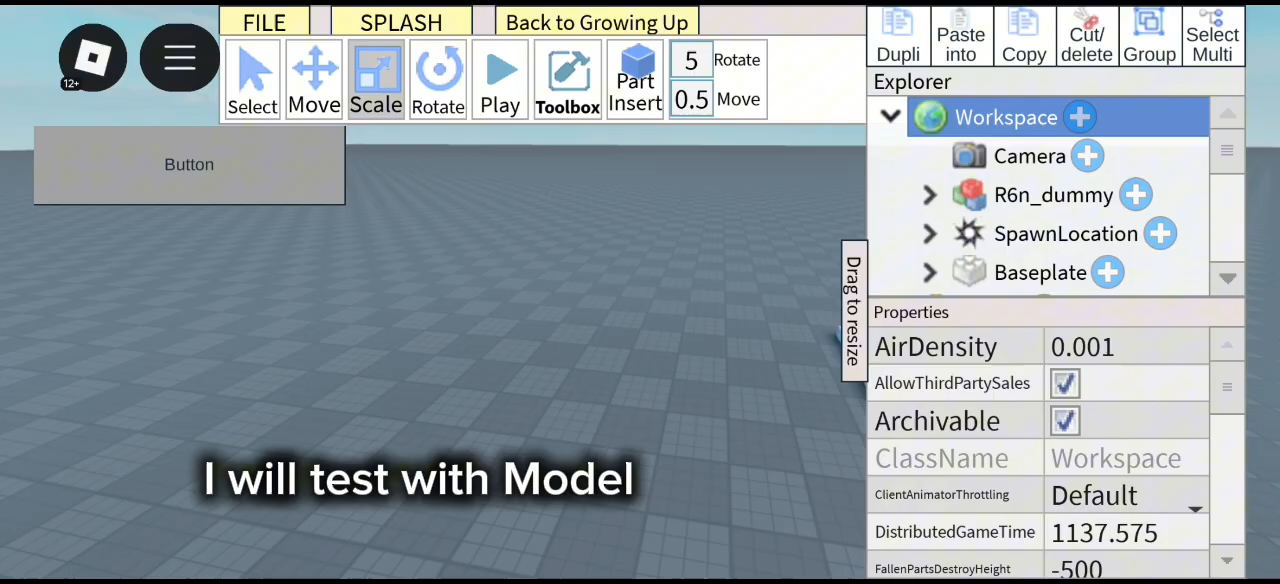 FILE
SPLASH
Back to Growing Up
12+
Select
Move
Scale
Rotate
Play
Toolbox
Part
Insert
5
Rotate
0.5
Move
Dupli
Paste
into
Copy
Cut/
delete
Group
Select
Multi
Button
Explorer
Workspace
Camera
R6n_dummy
SpawnLocation
Baseplate
Drag to resize
Properties
AirDensity 0.001
AllowThirdPartySales
Archivable
ClassName Workspace
ClientAnimatorThrottling Default
DistributedGameTime 1137.575
FallenPartsDestroyHeight -500
I will test with Model